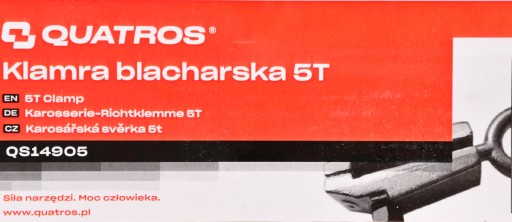 QUATROS®
Klamra blacharska 5T
EN 5T Clamp
DE Karosserie-Richtklemme 5T
CZ Karosářská svěrka 5t
QS14905
Siła narzędzi. Moc człowieka.
www.quatros.pl